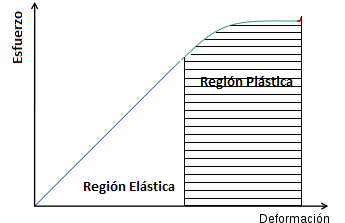 Esfuerzo
Región Plástica
Región Elástica
Deformación